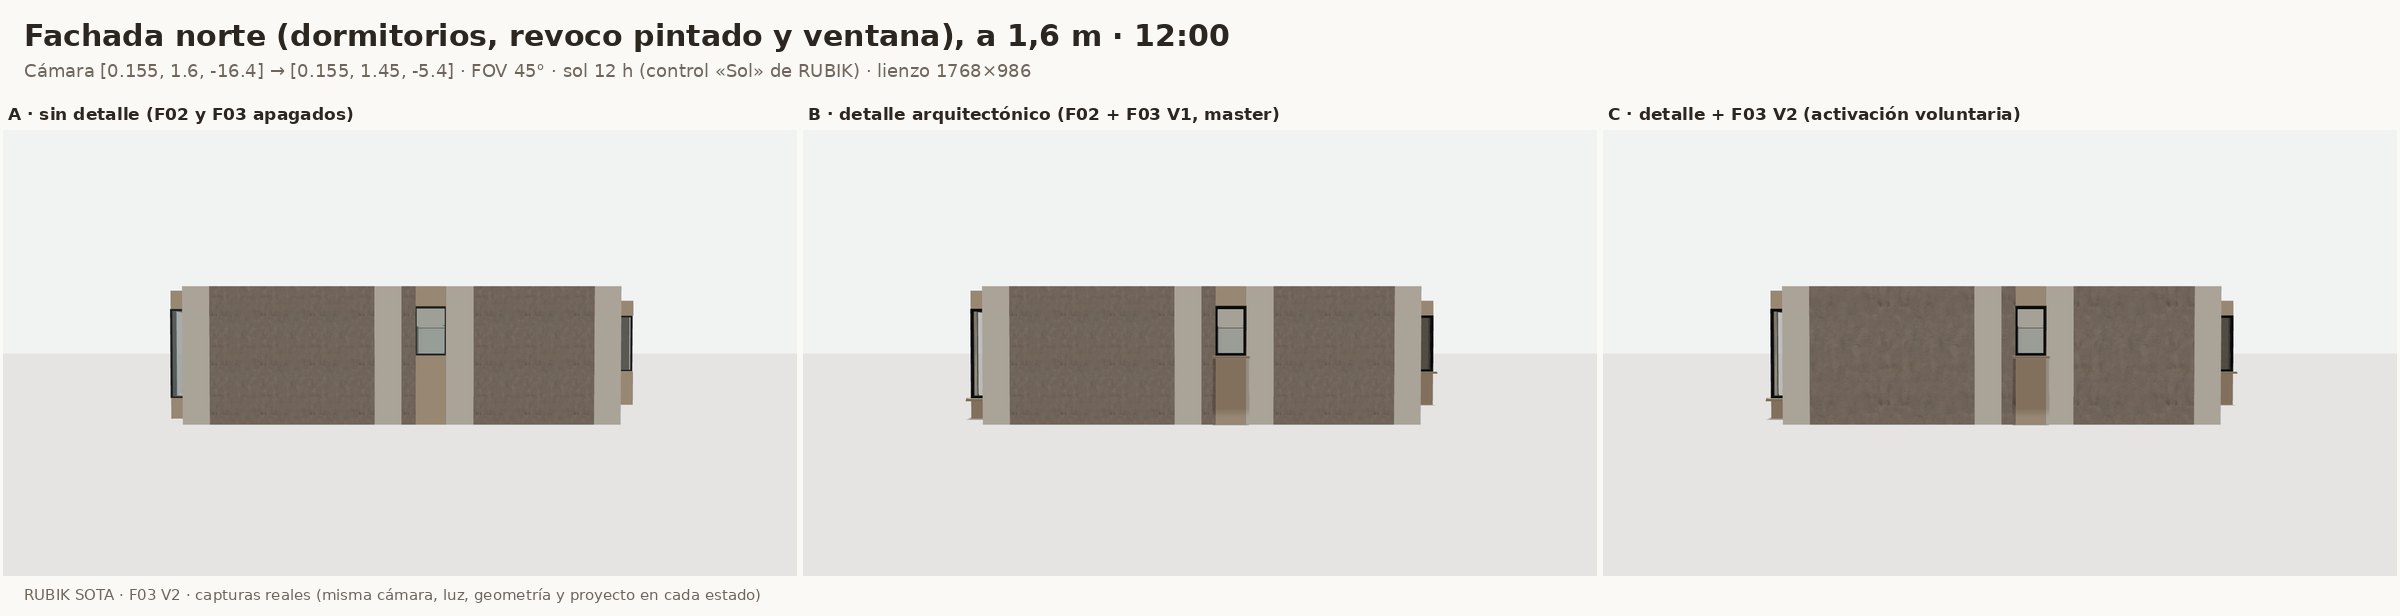 Fachada norte (dormitorios, revoco pintado y ventana), a 1,6 m · 12:00
Cámara [0.155, 1.6, -16.4] → [0.155, 1.45, -5.4] · FOV 45° · sol 12 h (control «Sol» de RUBIK) · lienzo 1768×986
A · sin detalle (F02 y F03 apagados)
B · detalle arquitectónico (F02 + F03 V1, master)
C · detalle + F03 V2 (activación voluntaria)
RUBIK SOTA · F03 V2 · capturas reales (misma cámara, luz, geometría y proyecto en cada estado)